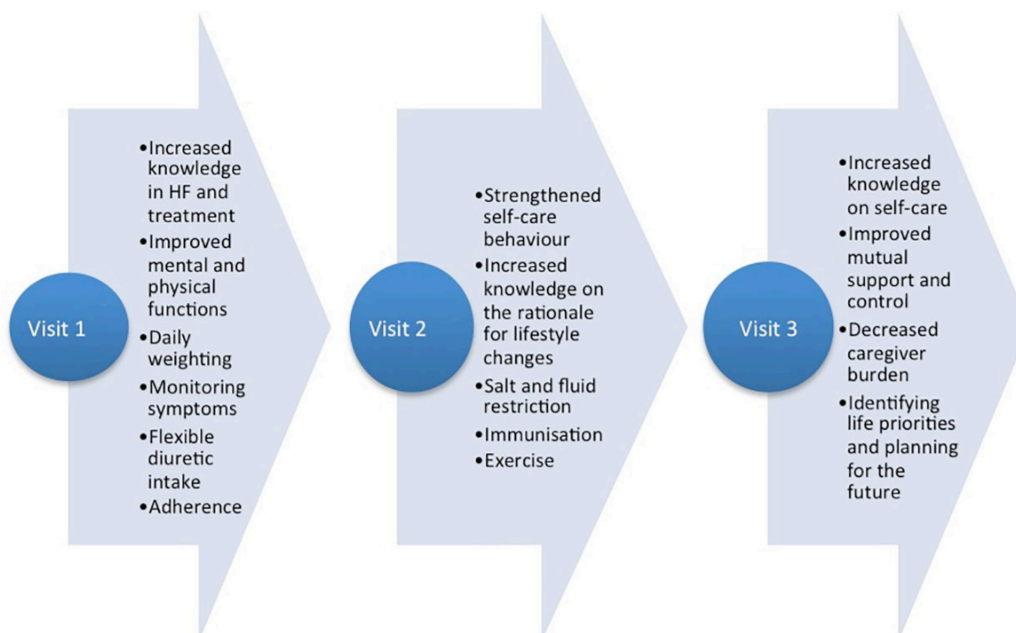 Visit 1
•Increased
knowledge
in HF and
treatment
•Improved
mental and
physical
functions
•Daily
weighting
•Monitoring
symptoms
•Flexible
diuretic
intake
•Adherence
Visit 2
•Strengthened
self-care
behaviour
•Increased
knowledge on
the rationale
for lifestyle
changes
•Salt and fluid
restriction
•Immunisation
•Exercise
Visit 3
•Increased
knowledge
on self-care
•Improved
mutual
support and
control
•Decreased
caregiver
burden
•Identifying
life priorities
and planning
for the
future